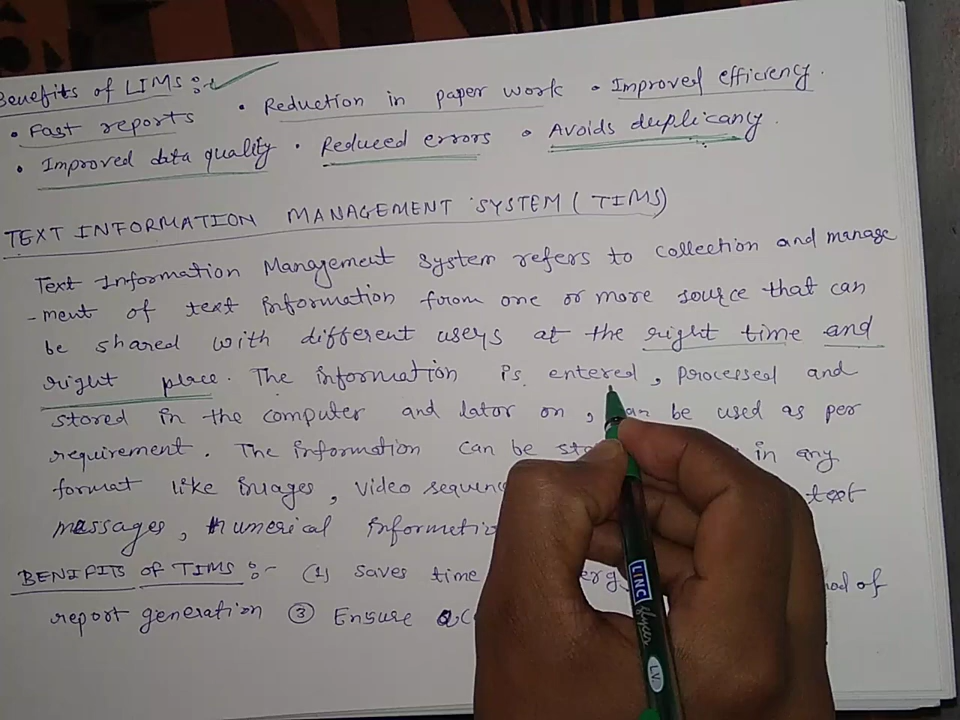 Benefits of LIMS :-
• Fast reports • Reduction in paper work • Improved efficiency.
• Improved data quality • Reduced errors • Avoids duplicancy.
TEXT INFORMATION MANAGEMENT SYSTEM (TIMS)
Text Information Management System refers to collection and manage
-ment of text information from one or more source that can
be shared with different users at the right time and
right place. The information is entered, processed and
stored in the computer and lator on, can be used as per
requirement. The information can be in any
format like images, video text
messages, numerical
BENIFITS of TIMS :- (1) saves time of
report generation (3) Ensure
LINC glycer LV.